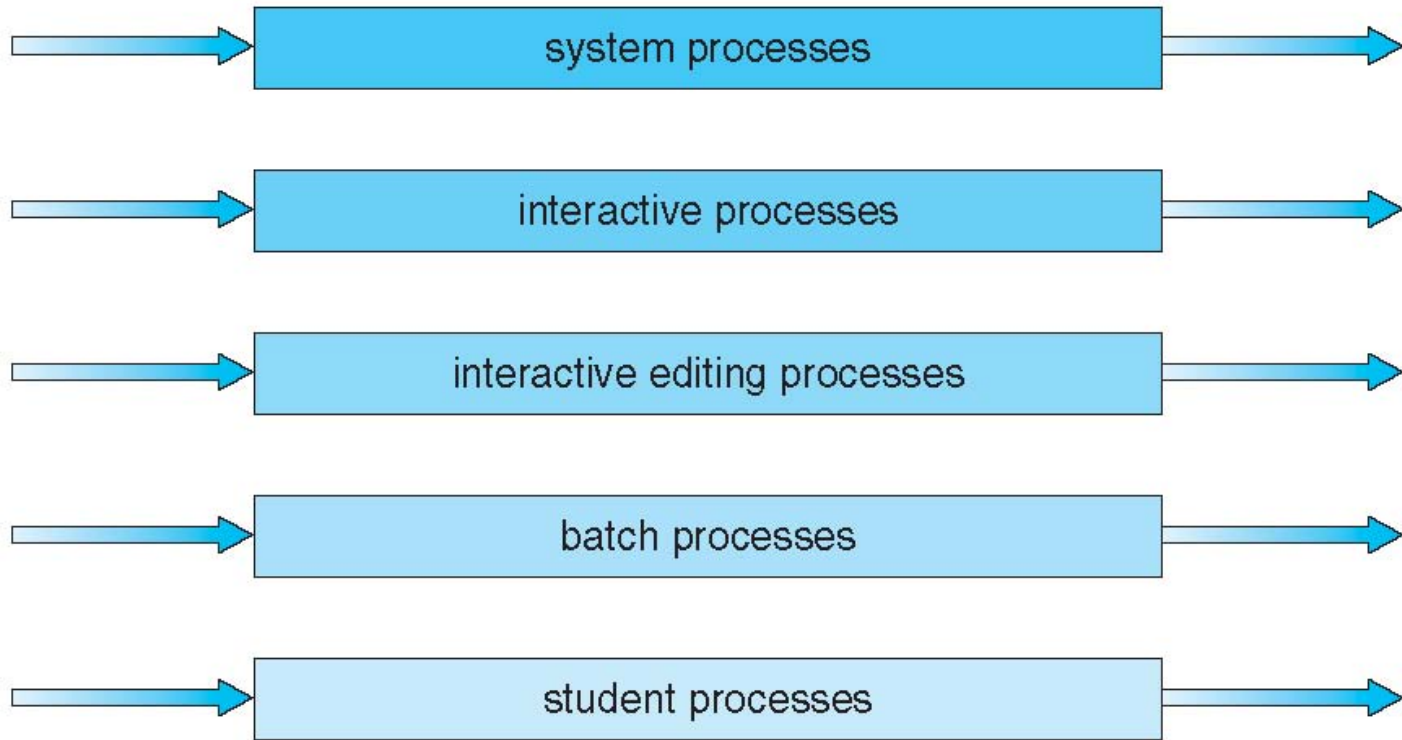 system processes
interactive processes
interactive editing processes
batch processes
student processes